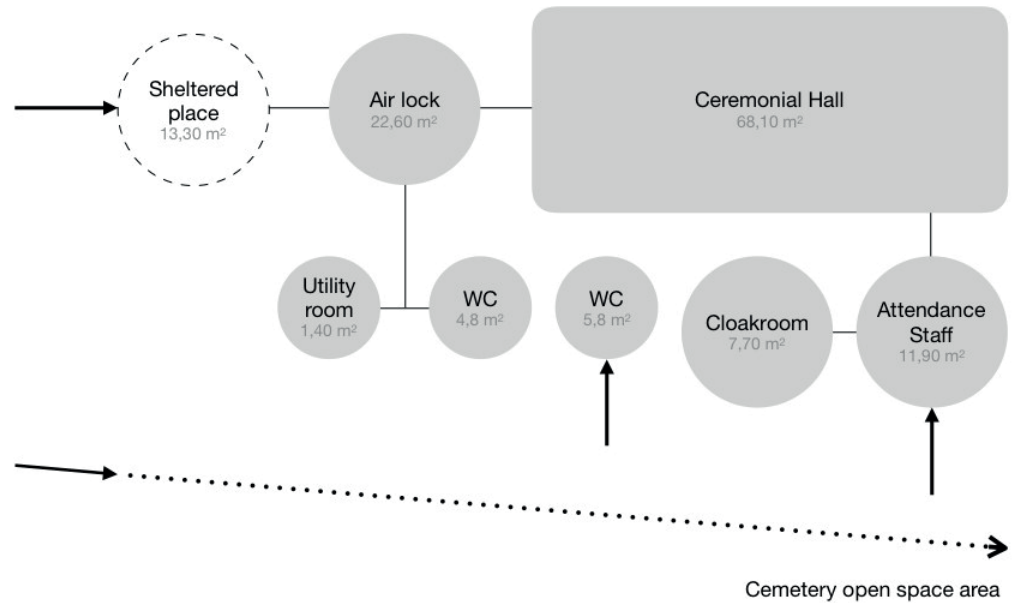 Sheltered
place
13,30 m²
Air lock
22,60 m²
Ceremonial Hall
68,10 m²
Utility
room
1,40 m²
WC
4,8 m²
WC
5,8 m²
Cloakroom
7,70 m²
Attendance
Staff
11,90 m²
Cemetery open space area